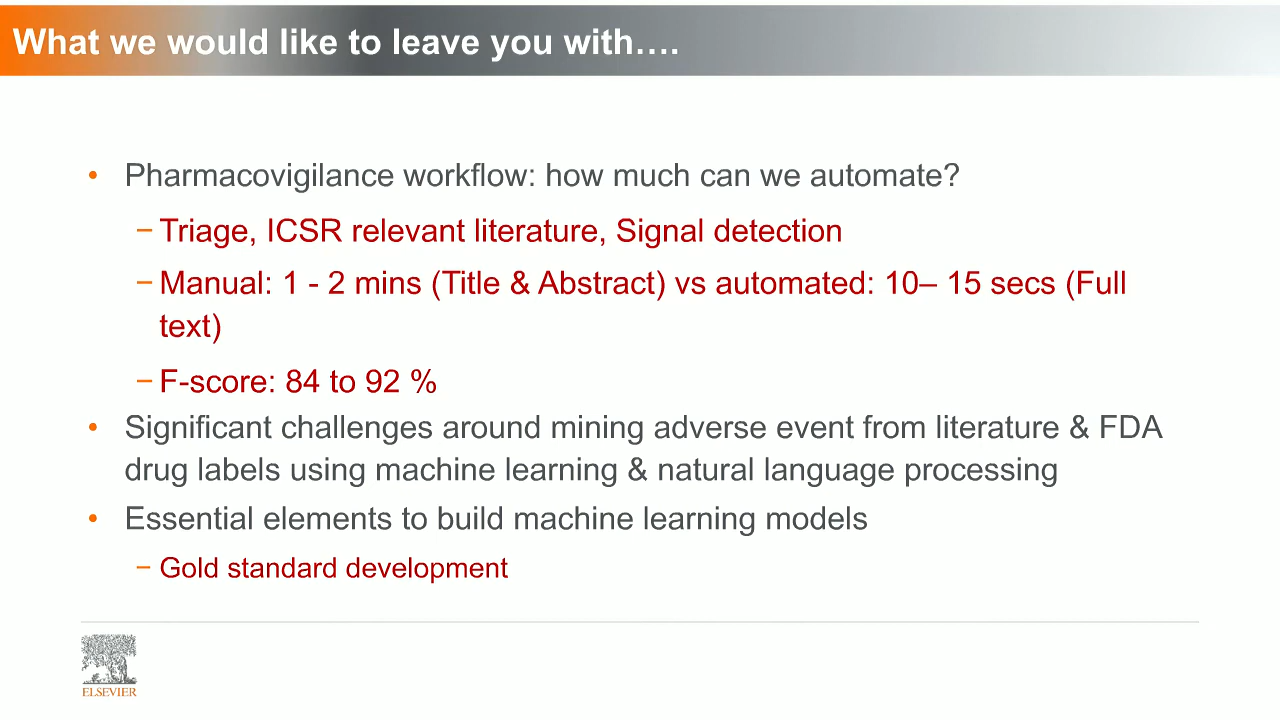 What we would like to leave you with….
• Pharmacovigilance workflow: how much can we automate?
− Triage, ICSR relevant literature, Signal detection
− Manual: 1 - 2 mins (Title & Abstract) vs automated: 10– 15 secs (Full
text)
− F-score: 84 to 92 %
• Significant challenges around mining adverse event from literature & FDA
drug labels using machine learning & natural language processing
• Essential elements to build machine learning models
− Gold standard development
ELSEVIER